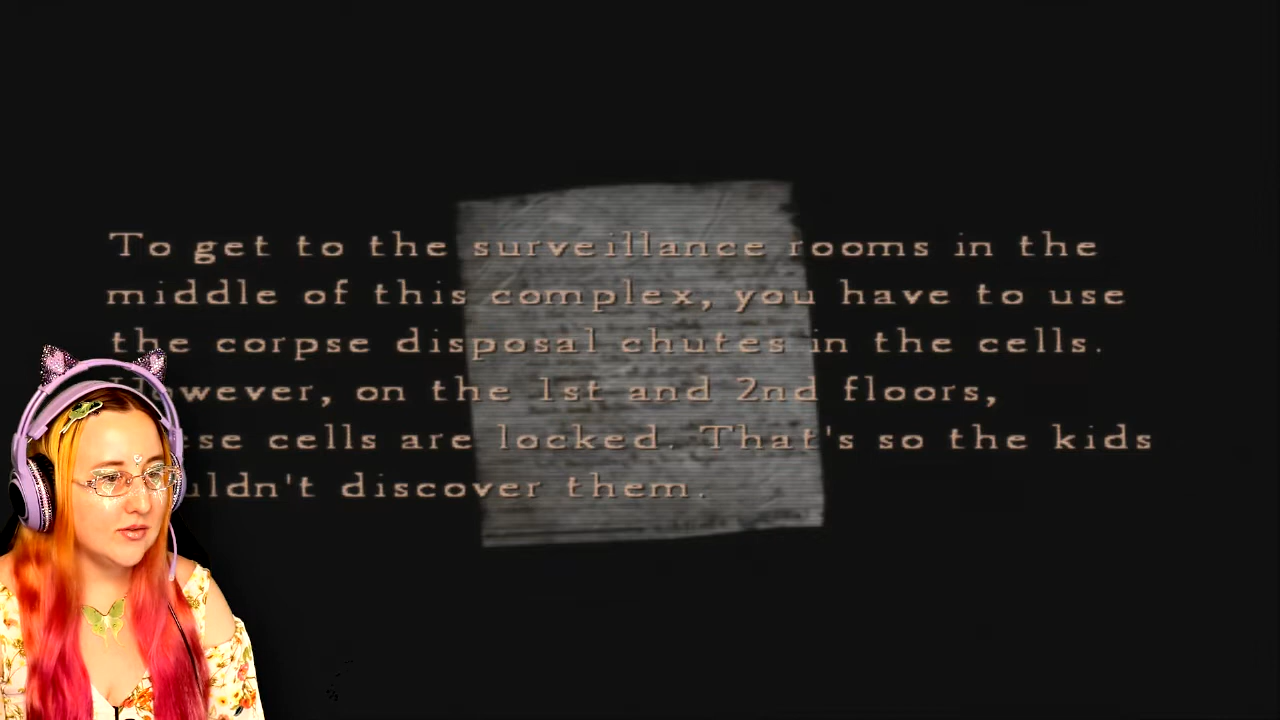 To get to the surveillance rooms in the
middle of this complex, you have to use
the corpse disposal chutes in the cells.
However, on the 1st and 2nd floors,
cells are locked. That's so the kids
discover them.